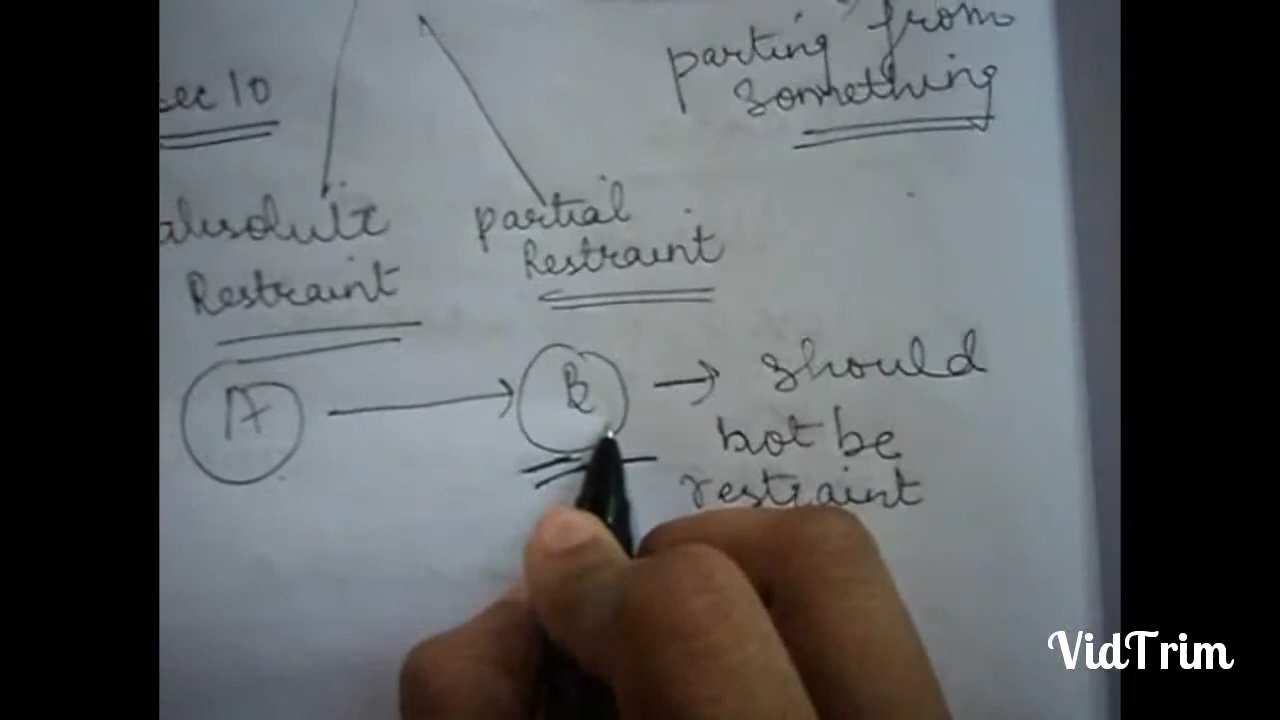 parting from
something
sec 10
absolute
Restraint
partial
Restraint
A
B
should
not be
restraint
VidTrim